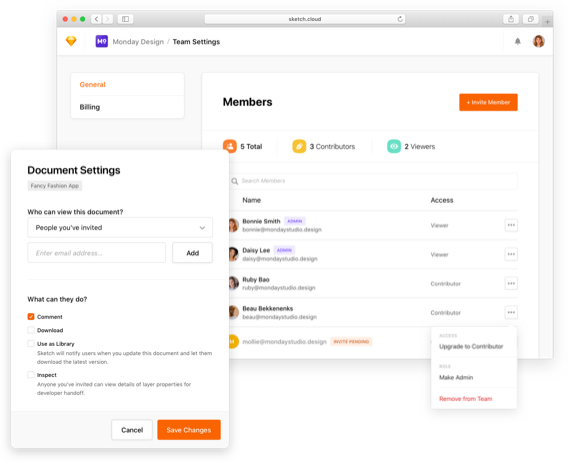 sketch.cloud
M9 Monday Design / Team Settings
General
Billing
Members
+ Invite Member
5 Total
3 Contributors
2 Viewers
Search Members
Name
Access
Bonnie Smith ADMIN
bonnie@mondaystudio.design
Viewer
Daisy Lee ADMIN
daisy@mondaystudio.design
Viewer
Ruby Bao
ruby@mondaystudio.design
Contributor
Beau Bekkenenks
beau@mondaystudio.design
Contributor
M mollie@mondaystudio.design INVITE PENDING
ACCESS
Upgrade to Contributor
ROLE
Make Admin
Remove from Team
Document Settings
Fancy Fashion App
Who can view this document?
People you've invited
Enter email address...
Add
What can they do?
Comment
Download
Use as Library
Sketch will notify users when you update this document and let them
download the latest version.
Inspect
Anyone you've invited can view details of layer properties for
developer handoff.
Cancel
Save Changes